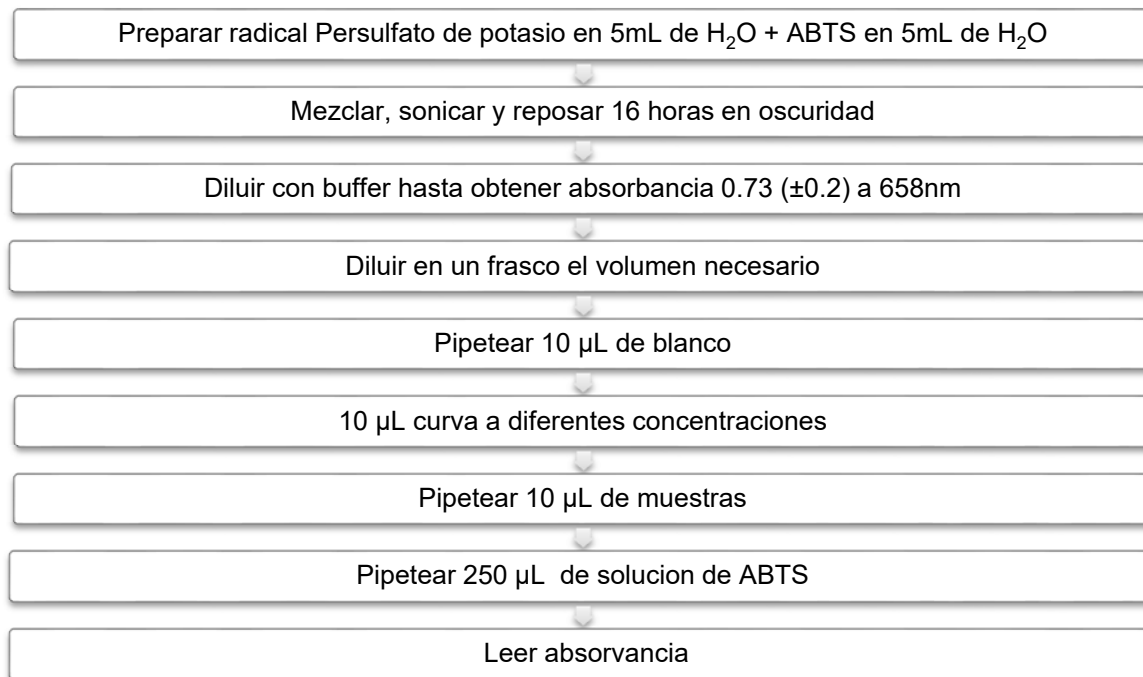 Preparar radical Persulfato de potasio en 5mL de H₂O + ABTS en 5mL de H₂O
Mezclar, sonicar y reposar 16 horas en oscuridad
Diluir con buffer hasta obtener absorbancia 0.73 (±0.2) a 658nm
Diluir en un frasco el volumen necesario
Pipetear 10 µL de blanco
10 µL curva a diferentes concentraciones
Pipetear 10 µL de muestras
Pipetear 250 µL de solucion de ABTS
Leer absorvancia